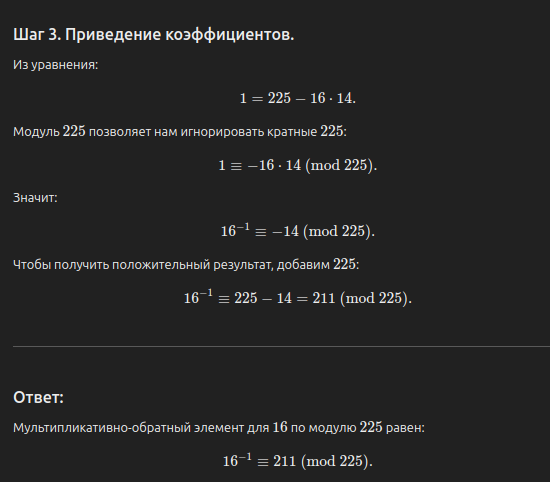 Шаг 3. Приведение коэффициентов.
Из уравнения:
1 = 225 − 16 · 14.
Модуль 225 позволяет нам игнорировать кратные 225:
1 ≡ −16 · 14 (mod 225).
Значит:
16⁻¹ ≡ −14 (mod 225).
Чтобы получить положительный результат, добавим 225:
16⁻¹ ≡ 225 − 14 = 211 (mod 225).
Ответ:
Мультипликативно-обратный элемент для 16 по модулю 225 равен:
16⁻¹ ≡ 211 (mod 225).